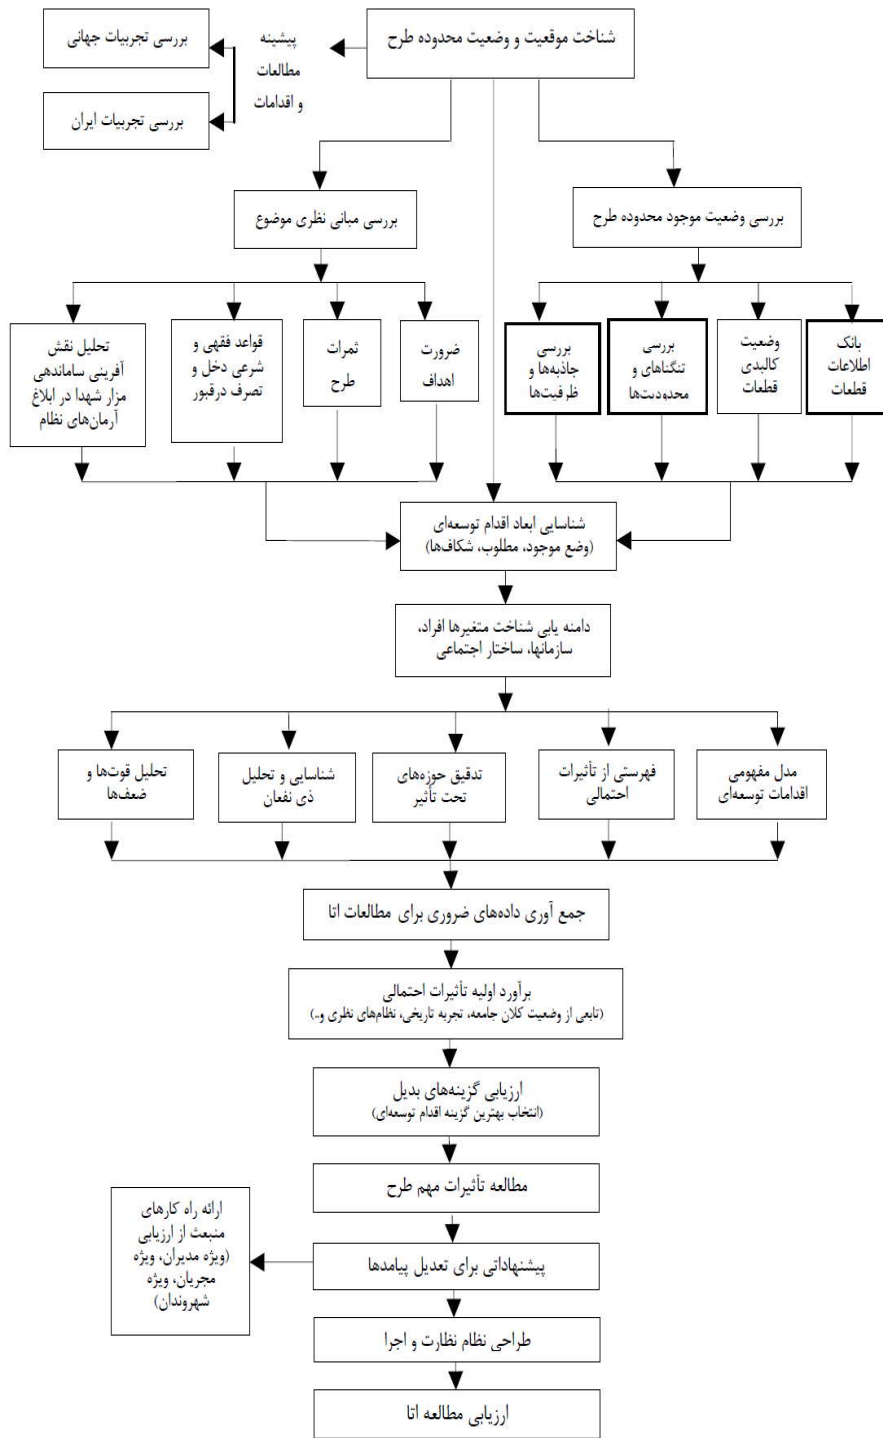 شناخت موقعیت و وضعیت محدوده طرح
پیشینه
مطالعات
و اقدامات
بررسی تجربیات جهانی
بررسی تجربیات ایران
بررسی وضعیت موجود محدوده طرح
بررسی مبانی نظری موضوع
بانک
اطلاعات
قطعات
وضعیت
کالبدی
قطعات
بررسی
تنگناهای و
محدودیت‌ها
بررسی
جاذبه‌ها و
ظرفیت‌ها
ضرورت
اهداف
ثمرات
طرح
قواعد فقهی و
شرعی دخل و
تصرف درقبور
تحلیل نقش
آفرینی ساماندهی
مزار شهدا در ابلاغ
آرمان‌های نظام
شناسایی ابعاد اقدام توسعه‌ای
(وضع موجود، مطلوب، شکاف‌ها)
دامنه یابی شناخت متغیرها افراد،
سازمانها، ساختار اجتماعی
مدل مفهومی
اقدامات توسعه‌ای
فهرستی از تأثیرات
احتمالی
تدقیق حوزه‌های
تحت تأثیر
شناسایی و تحلیل
ذی نفعان
تحلیل قوت‌ها و
ضعف‌ها
جمع آوری داده‌های ضروری برای مطالعات اتا
برآورد اولیه تأثیرات احتمالی
(تابعی از وضعیت کلان جامعه، تجربه تاریخی، نظام‌های نظری و..)
ارزیابی گزینه‌های بدیل
(انتخاب بهترین گزینه اقدام توسعه‌ای)
مطالعه تأثیرات مهم طرح
پیشنهاداتی برای تعدیل پیامدها
ارائه راه کارهای
منبعث از ارزیابی
(ویژه مدیران، ویژه
مجریان، ویژه
شهروندان)
طراحی نظام نظارت و اجرا
ارزیابی مطالعه اتا